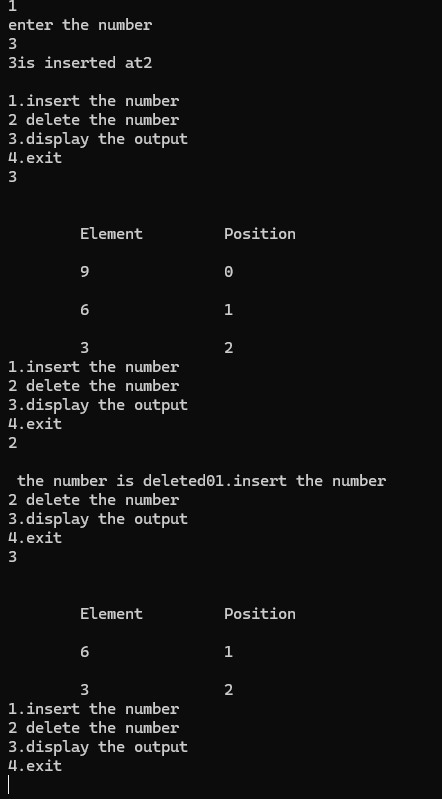 1
enter the number
3
3is inserted at2
1.insert the number
2 delete the number
3.display the output
4.exit
3
Element Position
9 0
6 1
3 2
1.insert the number
2 delete the number
3.display the output
4.exit
2
the number is deleted01.insert the number
2 delete the number
3.display the output
4.exit
3
Element Position
6 1
3 2
1.insert the number
2 delete the number
3.display the output
4.exit